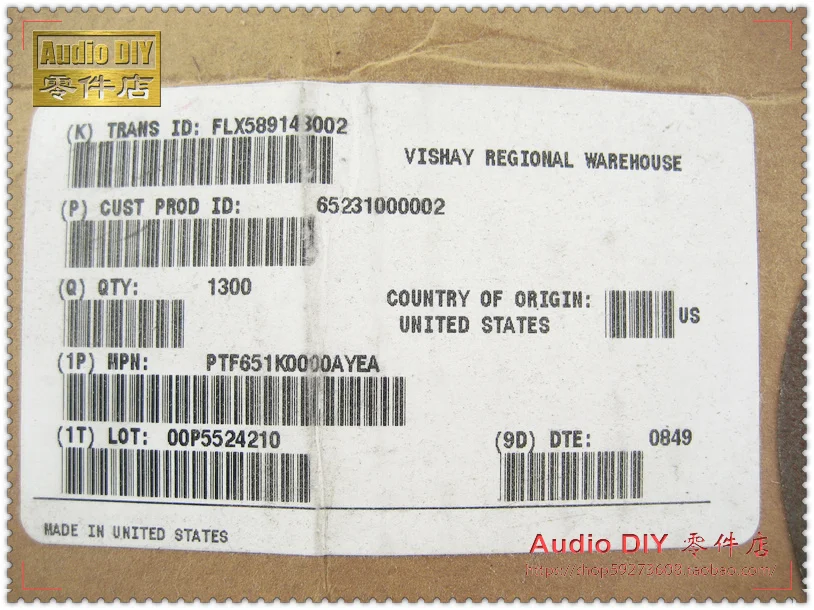 Audio DIY
零件店
(K) TRANS ID: FLX589143002
VISHAY REGIONAL WAREHOUSE
(P) CUST PROD ID: 65231000002
(Q) QTY: 1300
COUNTRY OF ORIGIN:
UNITED STATES
US
(1P) MPN: PTF651K0000AYEA
(1T) LOT: 00P5524210
(9D) DTE: 0849
MADE IN UNITED STATES
Audio DIY 零件店